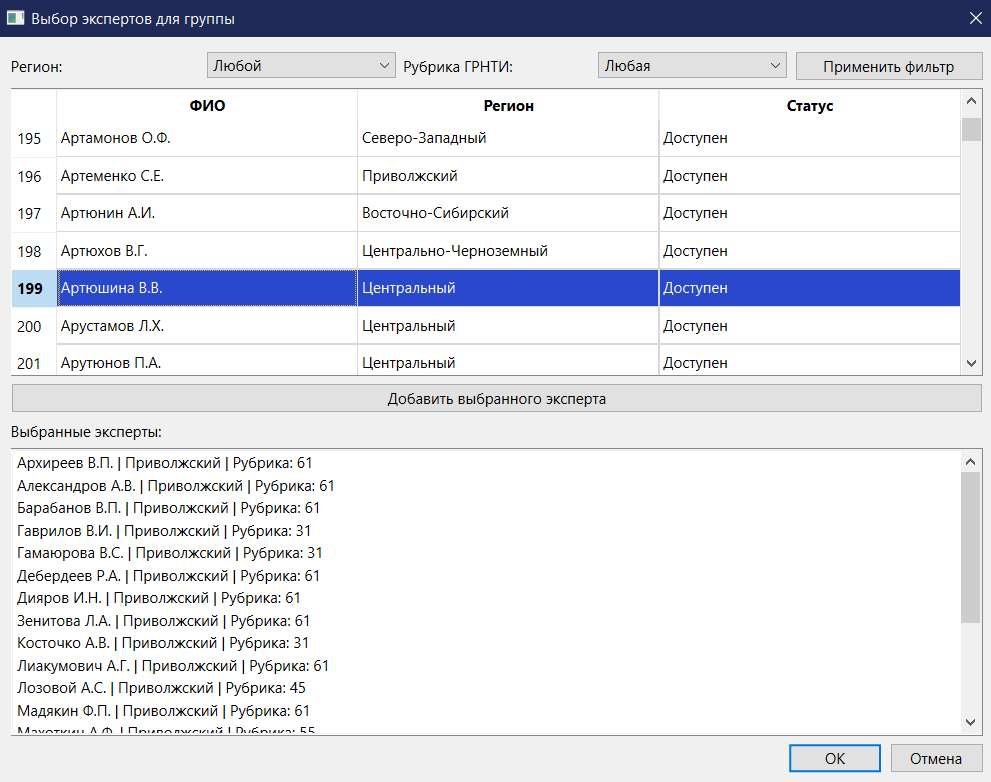 Выбор экспертов для группы
Регион: Любой Рубрика ГРНТИ: Любая Применить фильтр
ФИО Регион Статус
195 Артамонов О.Ф. Северо-Западный Доступен
196 Артеменко С.Е. Приволжский Доступен
197 Артюнин А.И. Восточно-Сибирский Доступен
198 Артюхов В.Г. Центрально-Черноземный Доступен
199 Артюшина В.В. Центральный Доступен
200 Арустамов Л.Х. Центральный Доступен
201 Арутюнов П.А. Центральный Доступен
Добавить выбранного эксперта
Выбранные эксперты:
Архиреев В.П. | Приволжский | Рубрика: 61
Александров А.В. | Приволжский | Рубрика: 61
Барабанов В.П. | Приволжский | Рубрика: 61
Гаврилов В.И. | Приволжский | Рубрика: 31
Гамаюрова В.С. | Приволжский | Рубрика: 31
Дебердеев Р.А. | Приволжский | Рубрика: 61
Дияров И.Н. | Приволжский | Рубрика: 61
Зенитова Л.А. | Приволжский | Рубрика: 61
Косточко А.В. | Приволжский | Рубрика: 31
Лиакумович А.Г. | Приволжский | Рубрика: 61
Лозовой А.С. | Приволжский | Рубрика: 45
Мадякин Ф.П. | Приволжский | Рубрика: 61
Махоткин А.Ф. | Приволжский | Рубрика: 55
ОК Отмена